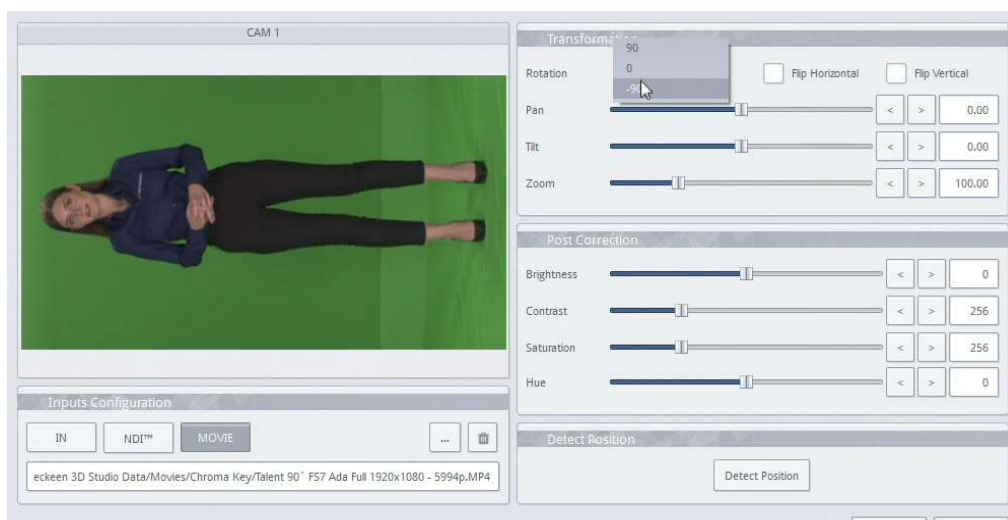 CAM 1
Transformation
90
0
-90
Rotation
Flip Horizontal
Flip Vertical
Pan
<
>
0.00
Tilt
<
>
0.00
Zoom
<
>
100.00
Post Correction
Brightness
<
>
0
Contrast
<
>
256
Saturation
<
>
256
Hue
<
>
0
Inputs Configuration
IN
NDI™
MOVIE
...
eckeen 3D Studio Data/Movies/Chroma Key/Talent 90` FS7 Ada Full 1920x1080 - 5994p.MP4
Detect Position
Detect Position